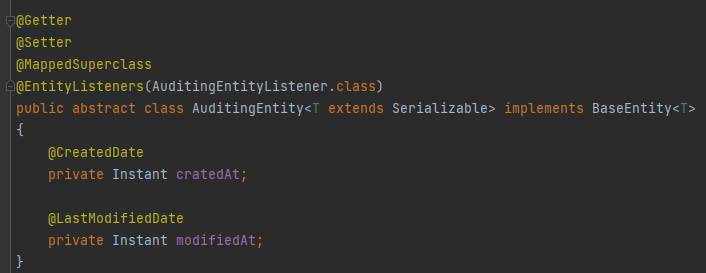 @Getter
@Setter
@MappedSuperclass
@EntityListeners(AuditingEntityListener.class)
public abstract class AuditingEntity<T extends Serializable> implements BaseEntity<T>
{
@CreatedDate
private Instant cratedAt;
@LastModifiedDate
private Instant modifiedAt;
}